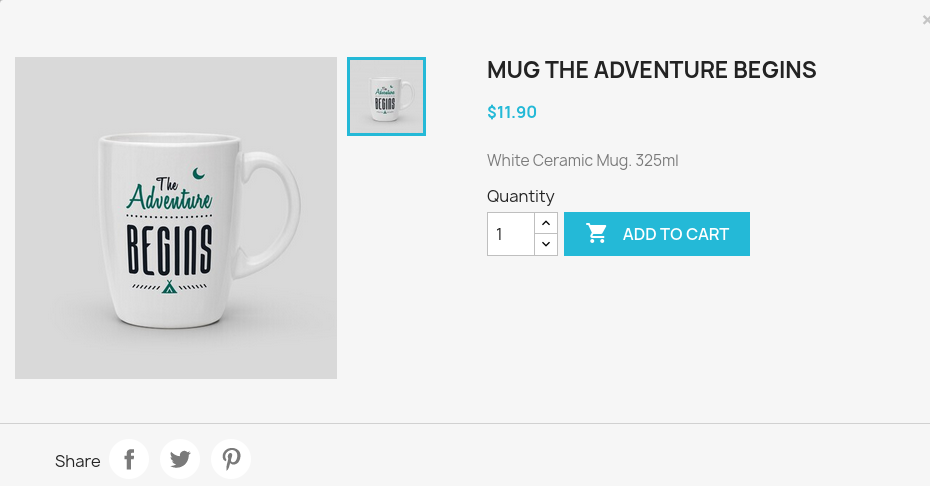 The
Adventure
BEGINS
The
Adventure
BEGINS
MUG THE ADVENTURE BEGINS
$11.90
White Ceramic Mug. 325ml
Quantity
1
ADD TO CART
Share